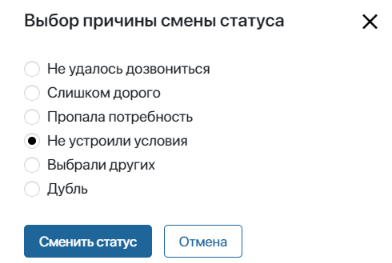 Выбор причины смены статуса
Не удалось дозвониться
Слишком дорого
Пропала потребность
Не устроили условия
Выбрали других
Дубль
Сменить статус
Отмена